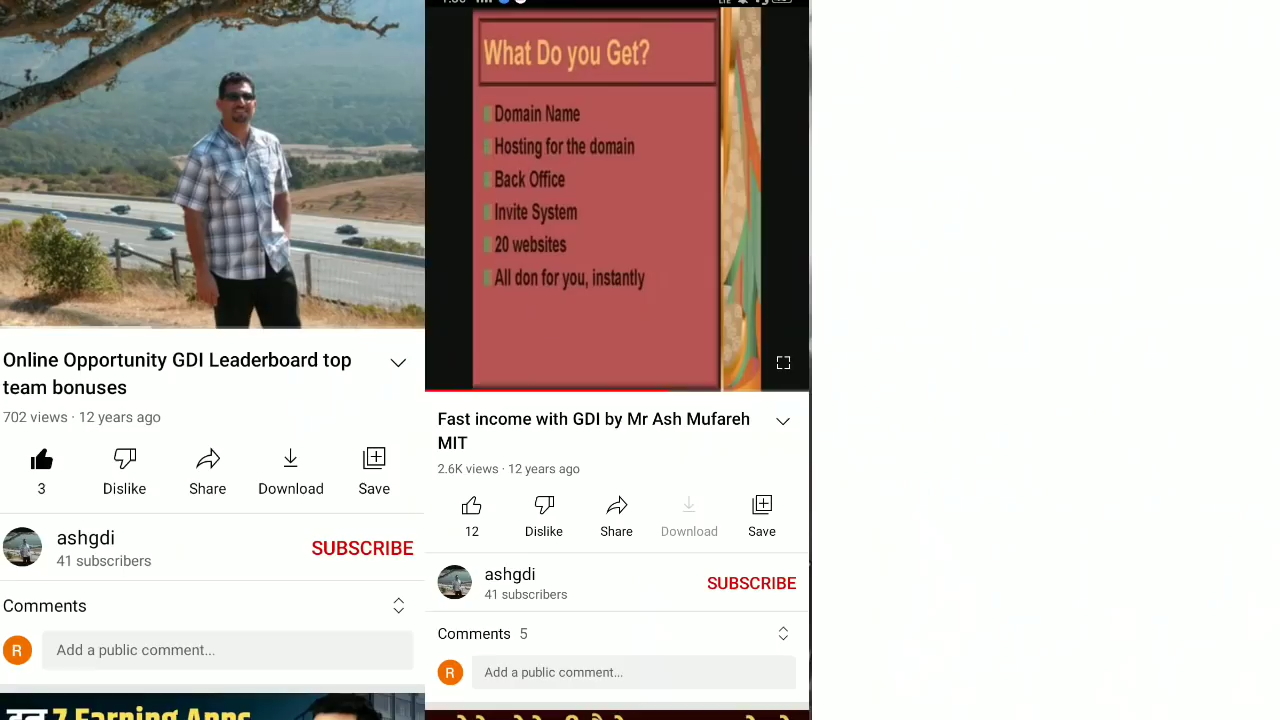 Online Opportunity GDI Leaderboard top
team bonuses
702 views · 12 years ago
3
Dislike
Share
Download
Save
ashgdi
41 subscribers
SUBSCRIBE
Comments
R
Add a public comment...
7 Earning Apps
LTE
What Do you Get?
Domain Name
Hosting for the domain
Back Office
Invite System
20 websites
All don for you, instantly
Fast income with GDI by Mr Ash Mufareh
MIT
2.6K views · 12 years ago
12
Dislike
Share
Download
Save
ashgdi
41 subscribers
SUBSCRIBE
Comments 5
R
Add a public comment...